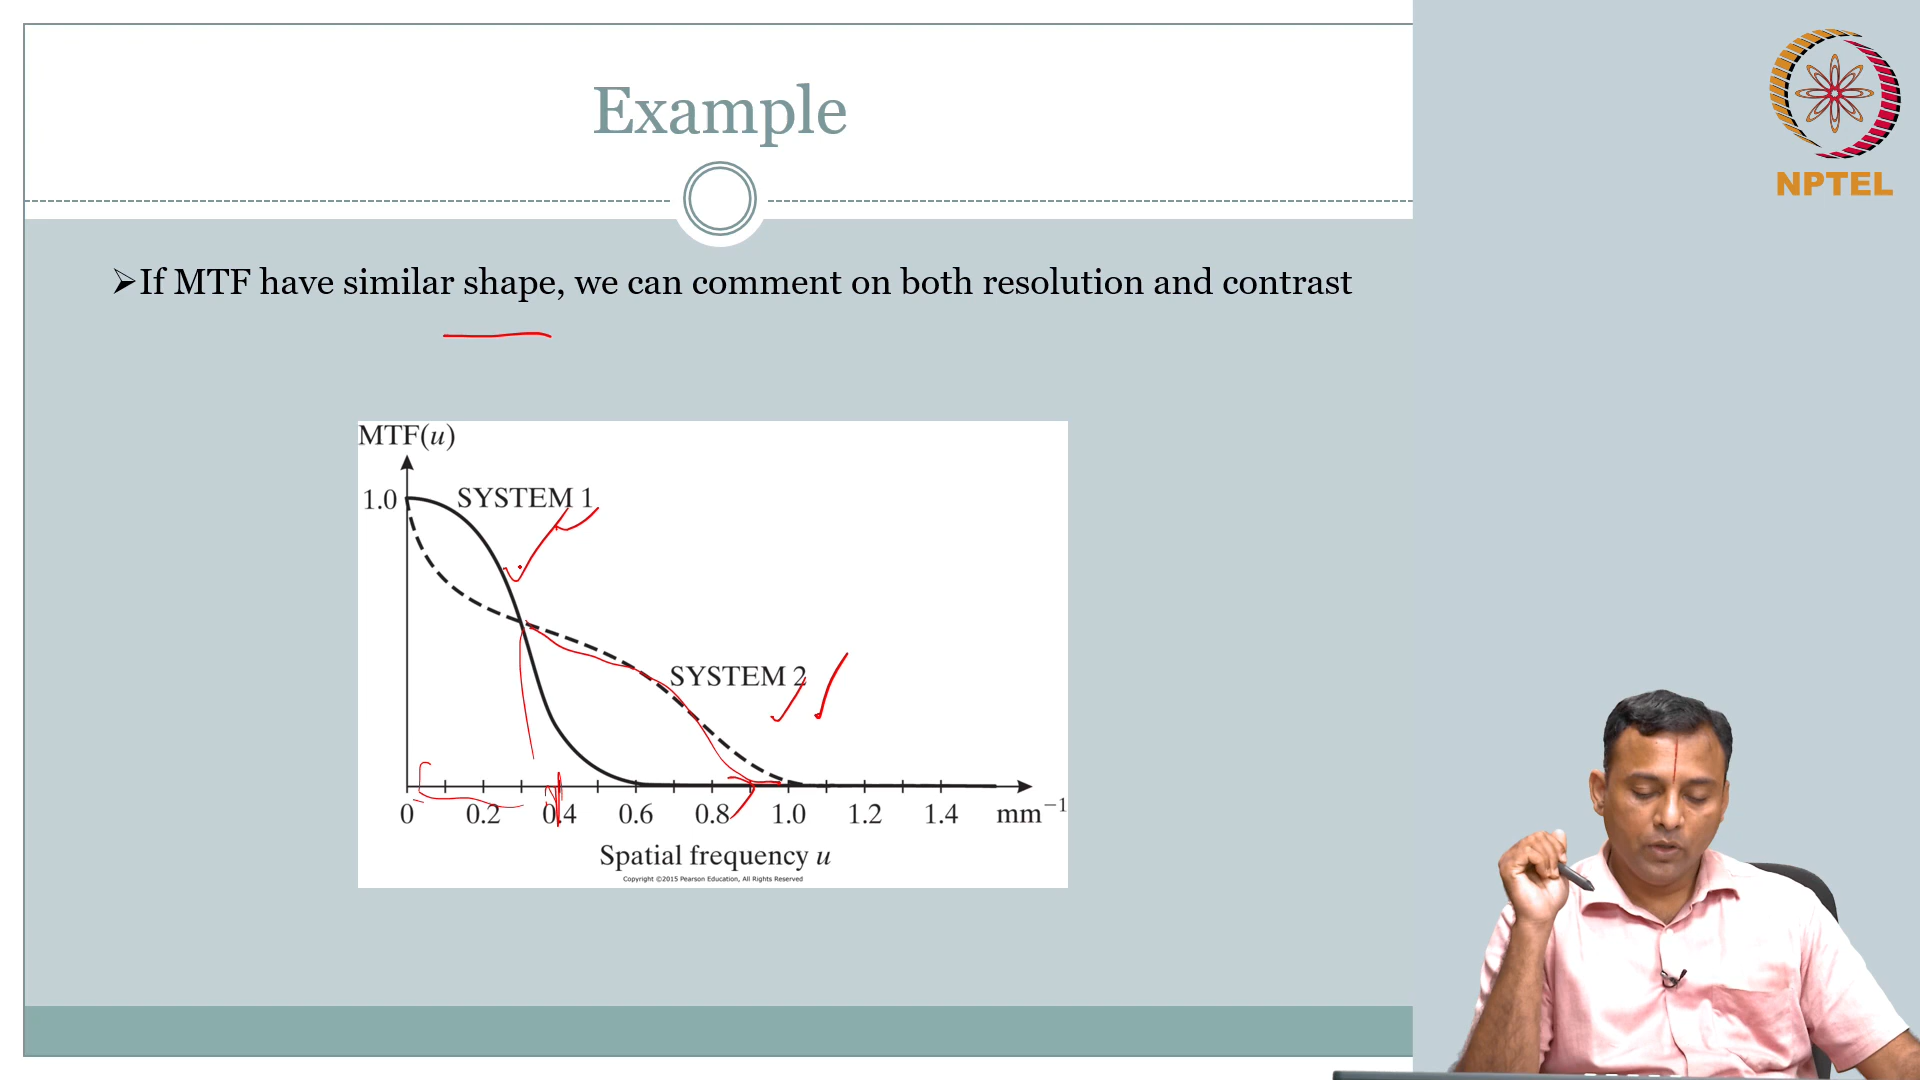 Example
NPTEL
➢If MTF have similar shape, we can comment on both resolution and contrast
MTF(u)
1.0
SYSTEM 1
SYSTEM 2
0 0.2 0.4 0.6 0.8 1.0 1.2 1.4 mm⁻¹
Spatial frequency u
Copyright ©2015 Pearson Education, All Rights Reserved